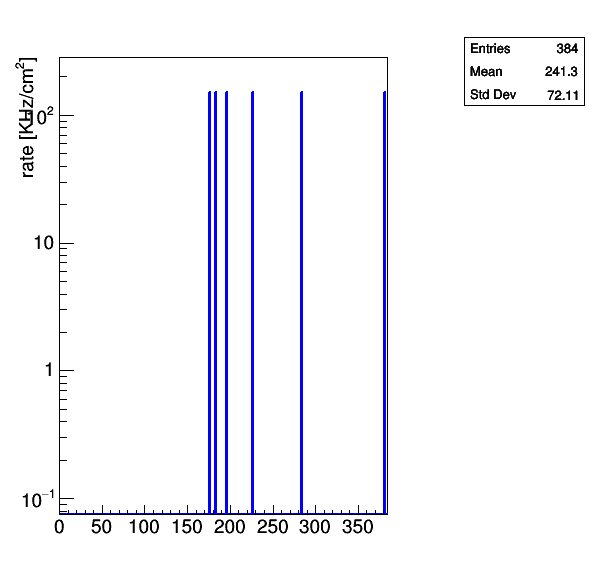 Entries 384
Mean 241.3
Std Dev 72.11
rate [KHz/cm²]
10²
10
1
10⁻¹
0 50 100 150 200 250 300 350